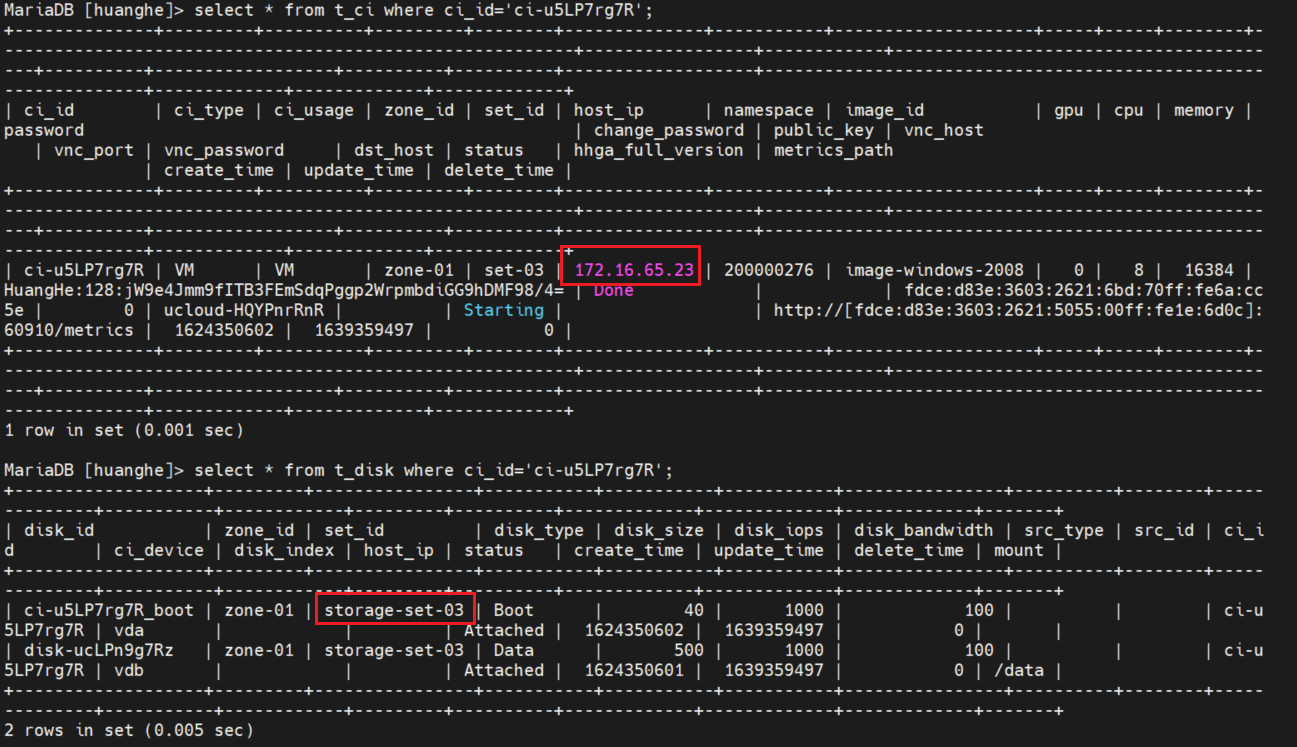 MariaDB [huanghe]> select * from t_ci where ci_id='ci-u5LP7rg7R';
| ci_id | ci_type | ci_usage | zone_id | set_id | host_ip | namespace | image_id | gpu | cpu | memory |
password | change_password | public_key | vnc_host
| vnc_port | vnc_password | dst_host | status | hhga_full_version | metrics_path
| create_time | update_time | delete_time |
| ci-u5LP7rg7R | VM | VM | zone-01 | set-03 | 172.16.65.23 | 200000276 | image-windows-2008 | 0 | 8 | 16384 |
HuangHe:128:jW9e4Jmm9fITB3FEmSdqPggp2WrpmbdiGG9hDMF98/4= | Done | | fdce:d83e:3603:2621:6bd:70ff:fe6a:cc
5e | 0 | ucloud-HQYPnrRnR | | Starting | | http://[fdce:d83e:3603:2621:5055:00ff:fe1e:6d0c]:
60910/metrics | 1624350602 | 1639359497 | 0 |
1 row in set (0.001 sec)
MariaDB [huanghe]> select * from t_disk where ci_id='ci-u5LP7rg7R';
| disk_id | zone_id | set_id | disk_type | disk_size | disk_iops | disk_bandwidth | src_type | src_id | ci_i
d | ci_device | disk_index | host_ip | status | create_time | update_time | delete_time | mount |
| ci-u5LP7rg7R_boot | zone-01 | storage-set-03 | Boot | 40 | 1000 | 100 | | | ci-u
5LP7rg7R | vda | | | Attached | 1624350602 | 1639359497 | 0 | |
| disk-ucLPn9g7Rz | zone-01 | storage-set-03 | Data | 500 | 1000 | 100 | | | ci-u
5LP7rg7R | vdb | | | Attached | 1624350601 | 1639359497 | 0 | /data |
2 rows in set (0.005 sec)